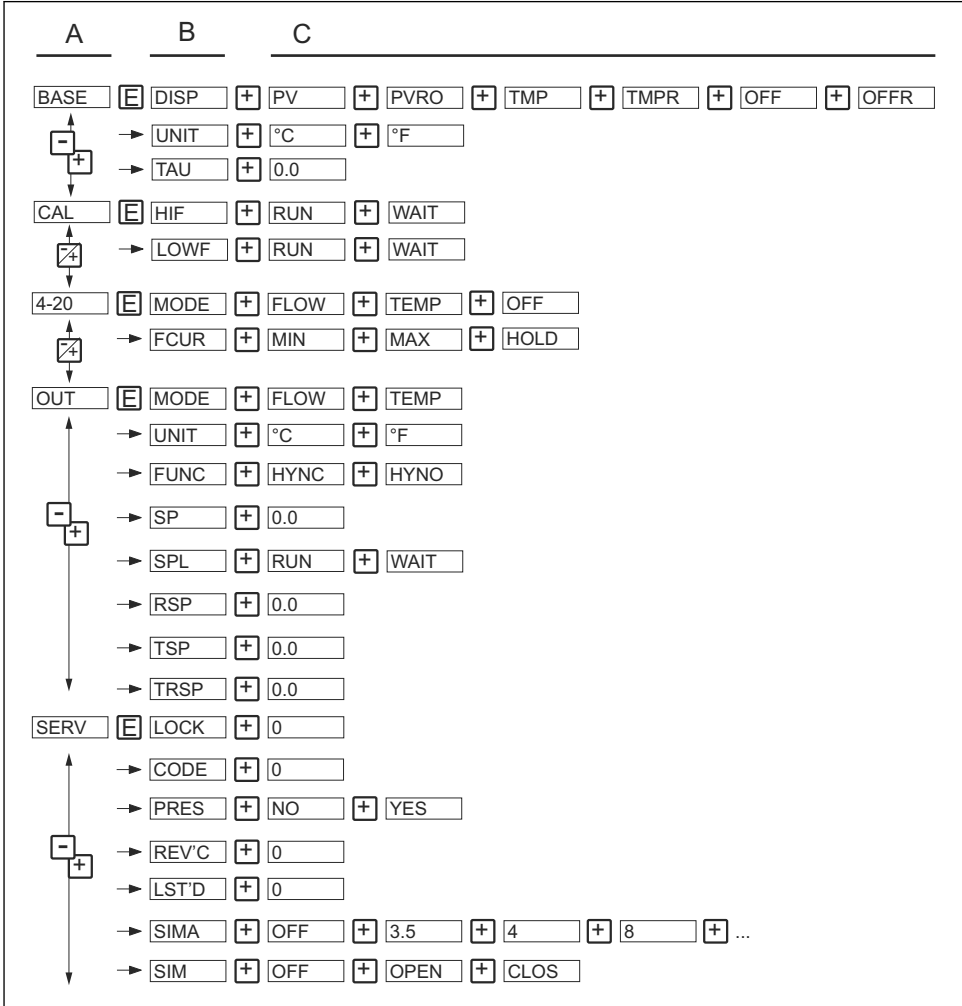 A B C
BASE E DISP + PV + PVRO + TMP + TMPR + OFF + OFFR
UNIT + °C + °F
- +
TAU + 0.0
CAL E HIF + RUN + WAIT
-/+ LOWF + RUN + WAIT
4-20 E MODE + FLOW + TEMP + OFF
-/+ FCUR + MIN + MAX + HOLD
OUT E MODE + FLOW + TEMP
UNIT + °C + °F
FUNC + HYNC + HYNO
- + SP + 0.0
SPL + RUN + WAIT
RSP + 0.0
TSP + 0.0
TRSP + 0.0
SERV E LOCK + 0
CODE + 0
PRES + NO + YES
- + REV'C + 0
LST'D + 0
SIMA + OFF + 3.5 + 4 + 8 + ...
SIM + OFF + OPEN + CLOS